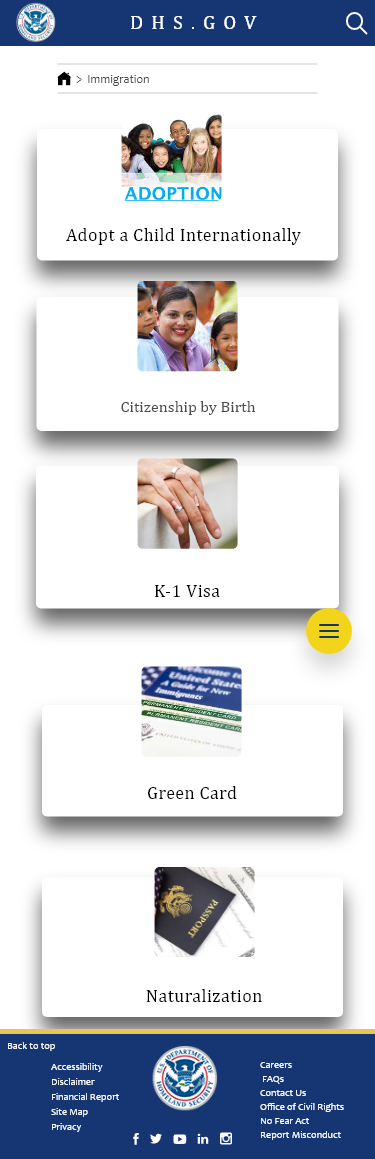 DHS.GOV
> Immigration
ADOPTION
Adopt a Child Internationally
Citizenship by Birth
K-1 Visa
Welcome to
United States
A Guide for New
Immigrants
PERMANENT RESIDENT CARD
PERMANENT RESIDENT CARD
Green Card
PASSPORT
Naturalization
Back to top
Accessibility
Disclaimer
Financial Report
Site Map
Privacy
U.S. DEPARTMENT OF
HOMELAND SECURITY
Careers
FAQs
Contact Us
Office of Civil Rights
No Fear Act
Report Misconduct